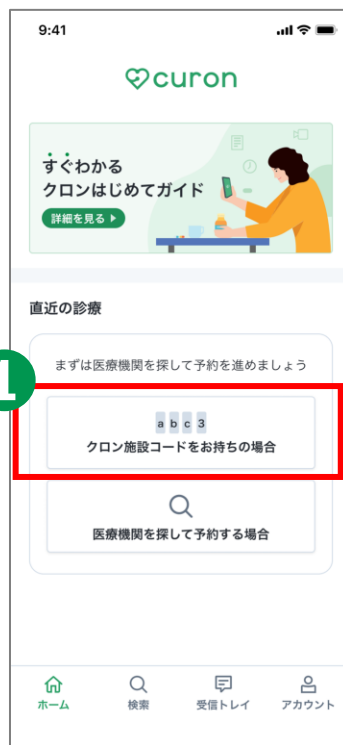 9:41
curon
すぐわかる
クロンはじめてガイド
詳細を見る
直近の診療
まずは医療機関を探して予約を進めましょう
1
a b c 3
クロン施設コードをお持ちの場合
医療機関を探して予約する場合
ホーム 検索 受信トレイ アカウント